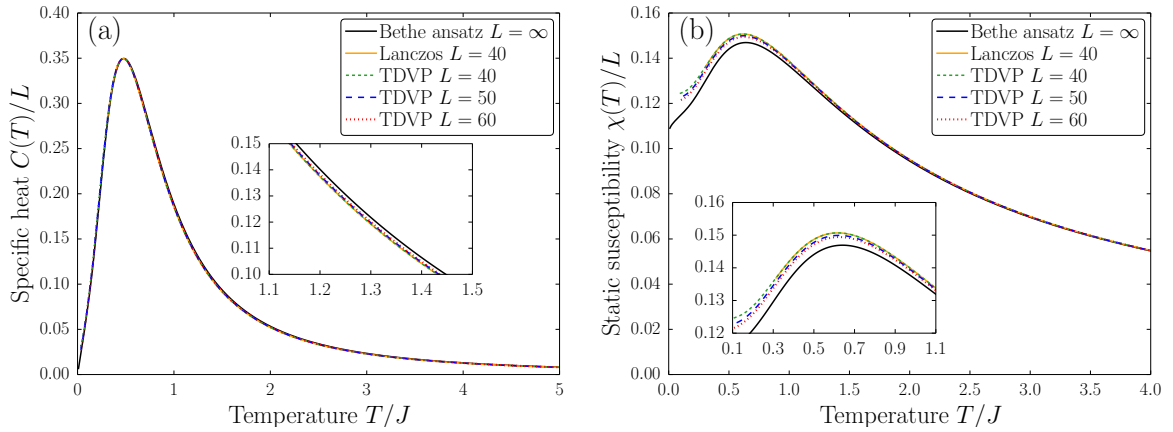 (a)
Bethe ansatz L = ∞
Lanczos L = 40
TDVP L = 40
TDVP L = 50
TDVP L = 60
Specific heat C(T)/L
0.40
0.35
0.30
0.25
0.20
0.15
0.10
0.05
0.00
0 1 2 3 4 5
Temperature T/J
0.15
0.14
0.13
0.12
0.11
0.10
1.1 1.2 1.3 1.4 1.5
(b)
Bethe ansatz L = ∞
Lanczos L = 40
TDVP L = 40
TDVP L = 50
TDVP L = 60
Static susceptibility χ(T)/L
0.16
0.14
0.12
0.10
0.08
0.06
0.04
0.02
0.00
0.0 0.5 1.0 1.5 2.0 2.5 3.0 3.5 4.0
Temperature T/J
0.16
0.15
0.14
0.13
0.12
0.1 0.3 0.5 0.7 0.9 1.1